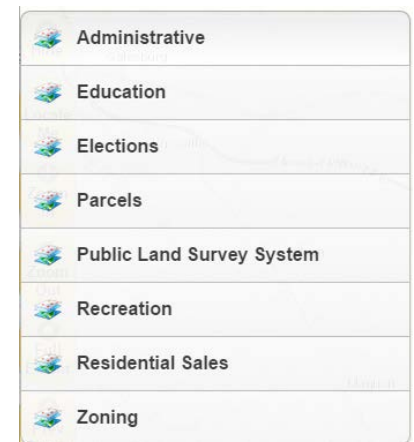 Administrative
Education
Elections
Parcels
Public Land Survey System
Recreation
Residential Sales
Zoning